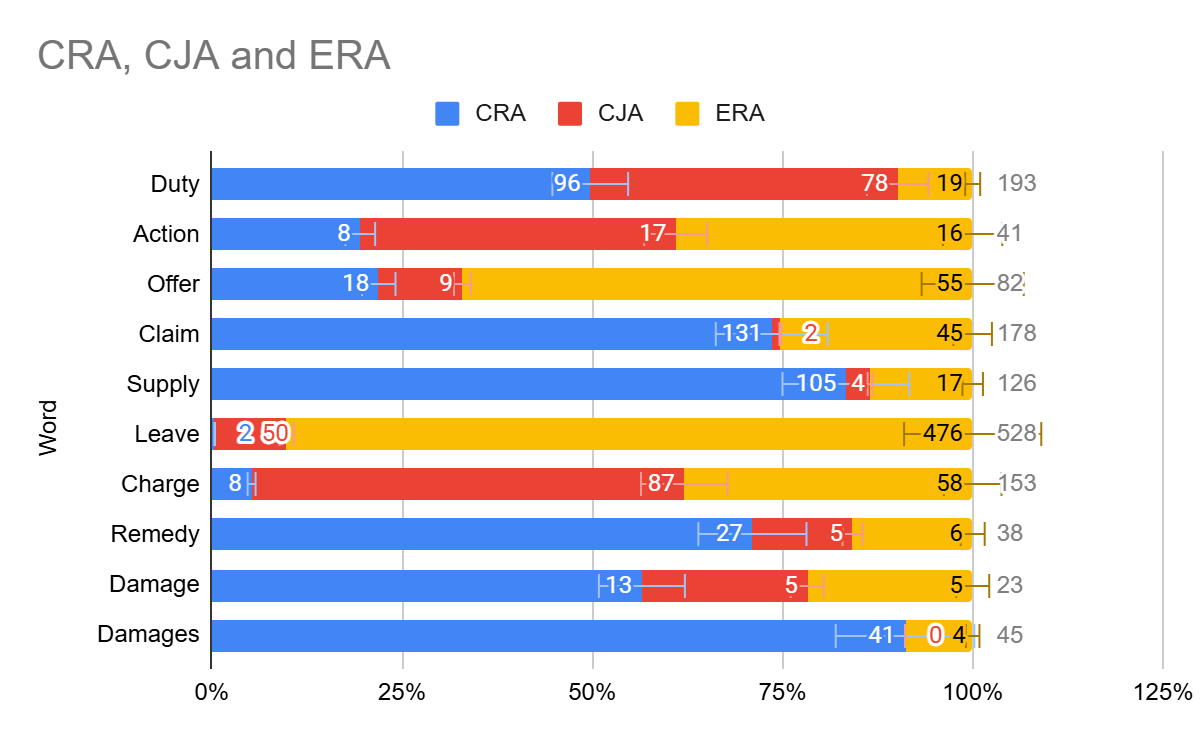 CRA, CJA and ERA
CRA CJA ERA
Duty 96 78 19 193
Action 8 17 16 41
Offer 18 9 55 82
Claim 131 2 45 178
Supply 105 4 17 126
Leave 2 50 476 528
Charge 8 87 58 153
Remedy 27 5 6 38
Damage 13 5 5 23
Damages 41 0 4 45
Word
0% 25% 50% 75% 100% 125%